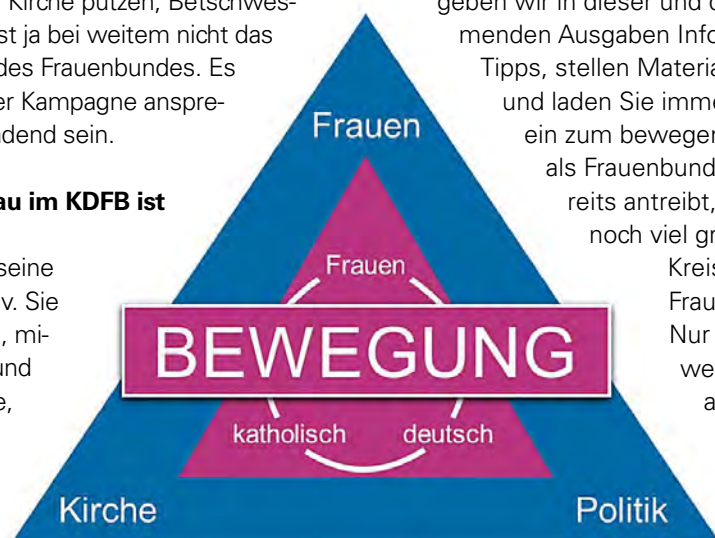 Kirche putzen, Betschwes-
st ja bei weitem nicht das
des Frauenbundes. Es
er Kampagne anspre-
dend sein.
au im KDFB ist
seine
v. Sie
, mi-
und
e,
geben wir in dieser und
menden Ausgaben Info
Tipps, stellen Materia
und laden Sie imme
ein zum bewegen
als Frauenbund
reits antreibt,
noch viel gr
Kreis
Frau
Nur
we
a
Frauen
Frauen
BEWEGUNG
katholisch deutsch
Kirche Politik